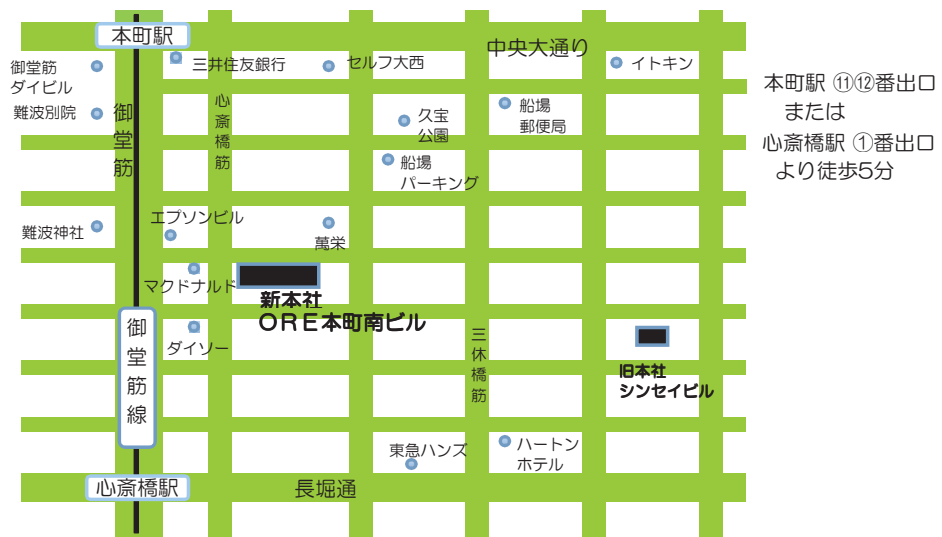 本町駅
中央大通り
御堂筋
ダイビル
三井住友銀行
セルフ大西
イトキン
難波別院
御堂筋
心斎橋筋
久宝
公園
船場
郵便局
船場
パーキング
本町駅 ⑪⑫番出口
または
心斎橋駅 ①番出口
より徒歩5分
難波神社
エプソンビル
萬栄
マクドナルド
新本社
ORE本町南ビル
御堂筋線
ダイソー
三休橋筋
旧本社
シンセイビル
東急ハンズ
ハートン
ホテル
心斎橋駅
長堀通